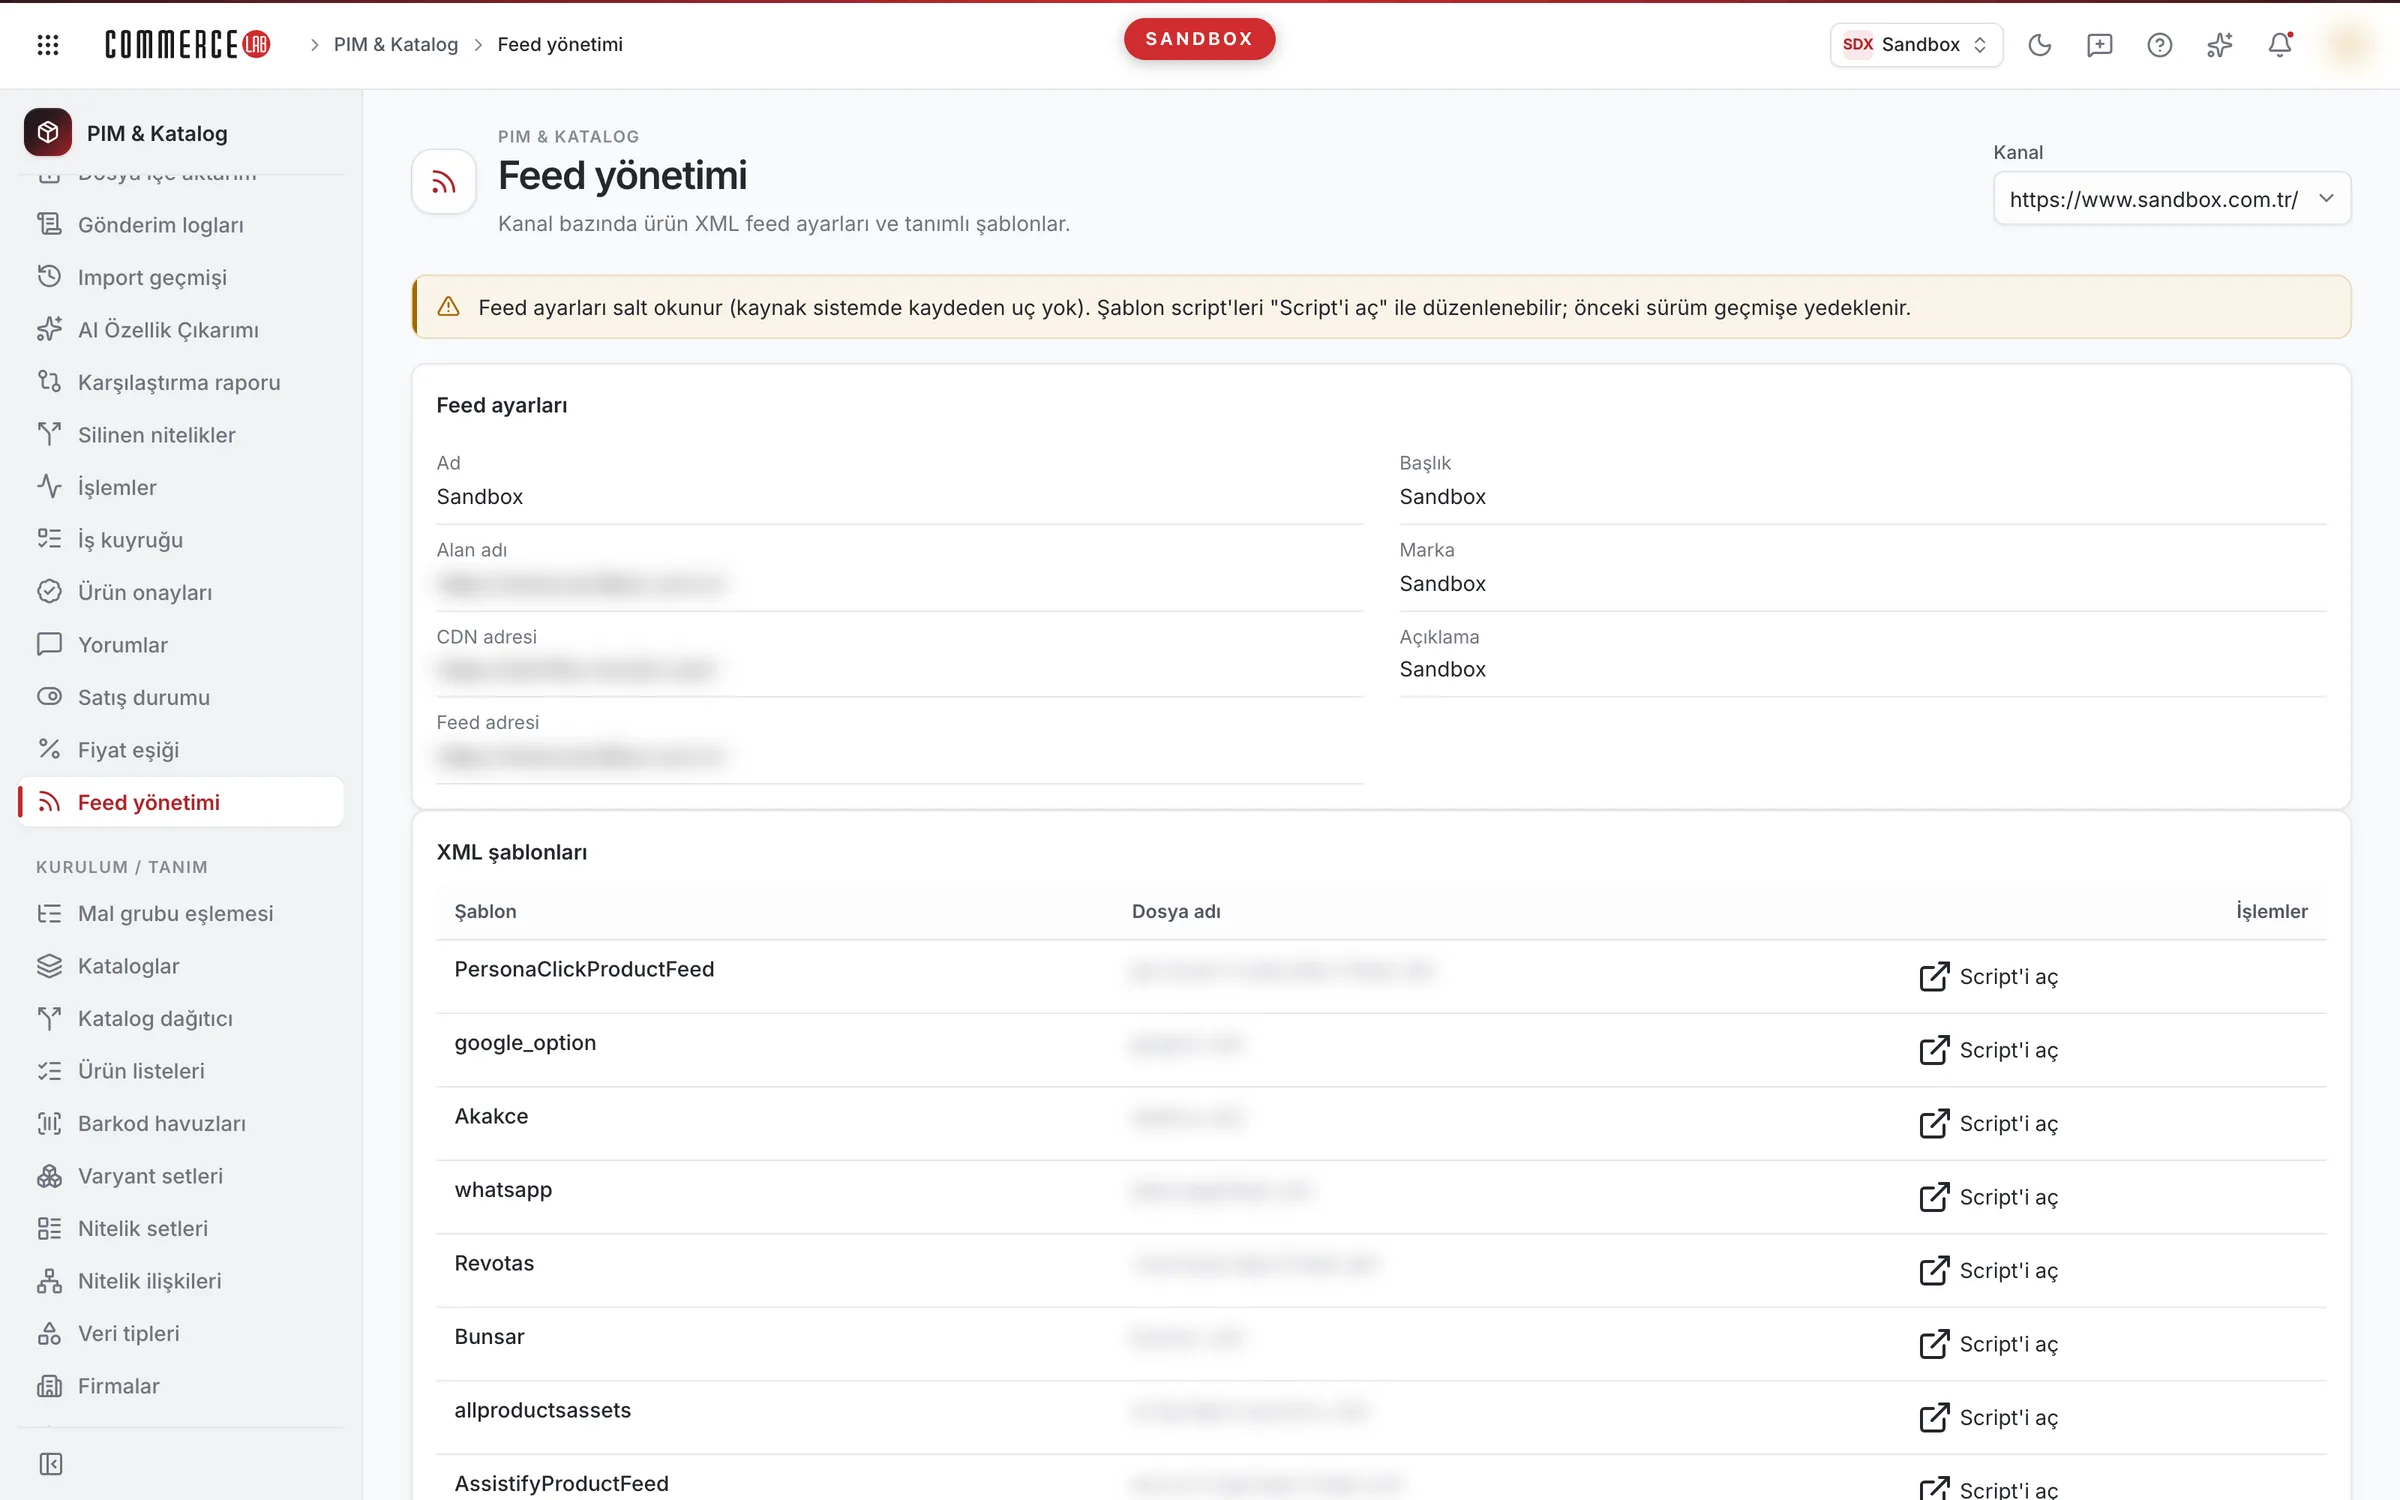 COMMERCE LAB
PIM & Katalog
Feed yönetimi
SANDBOX
SDX Sandbox
PIM & Katalog
Dosya içe aktarım
Gönderim logları
Import geçmişi
AI Özellik Çıkarımı
Karşılaştırma raporu
Silinen nitelikler
İşlemler
İş kuyruğu
Ürün onayları
Yorumlar
Satış durumu
Fiyat eşiği
Feed yönetimi
KURULUM / TANIM
Mal grubu eşlemesi
Kataloglar
Katalog dağıtıcı
Ürün listeleri
Barkod havuzları
Varyant setleri
Nitelik setleri
Nitelik ilişkileri
Veri tipleri
Firmalar
PIM & KATALOG
Feed yönetimi
Kanal bazında ürün XML feed ayarları ve tanımlı şablonlar.
Kanal
https://www.sandbox.com.tr/
Feed ayarları salt okunur (kaynak sistemde kaydeden uç yok). Şablon script'leri "Script'i aç" ile düzenlenebilir; önceki sürüm geçmişe yedeklenir.
Feed ayarları
Ad
Sandbox
Başlık
Sandbox
Alan adı
Marka
Sandbox
CDN adresi
Açıklama
Sandbox
Feed adresi
XML şablonları
Şablon Dosya adı İşlemler
PersonaClickProductFeed Script'i aç
google_option Script'i aç
Akakce Script'i aç
whatsapp Script'i aç
Revotas Script'i aç
Bunsar Script'i aç
allproductsassets Script'i aç
AssistifyProductFeed Script'i aç